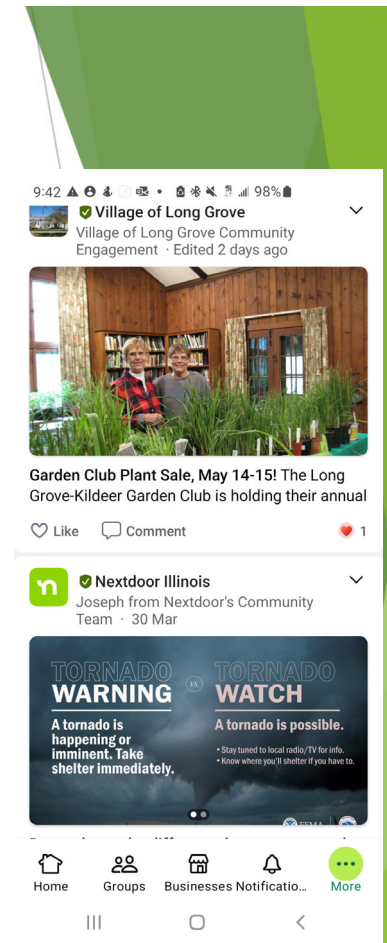 9:42 98%
Village of Long Grove
Village of Long Grove Community
Engagement · Edited 2 days ago
Garden Club Plant Sale, May 14-15! The Long
Grove-Kildeer Garden Club is holding their annual
Like Comment 1
n Nextdoor Illinois
Joseph from Nextdoor's Community
Team · 30 Mar
TORNADO VS. TORNADO
WARNING WATCH
A tornado is
happening or
imminent. Take
shelter immediately.
A tornado is possible.
• Stay tuned to local radio/TV for info.
• Know where you'll shelter if you have to.
FEMA
Home Groups Businesses Notificatio... More